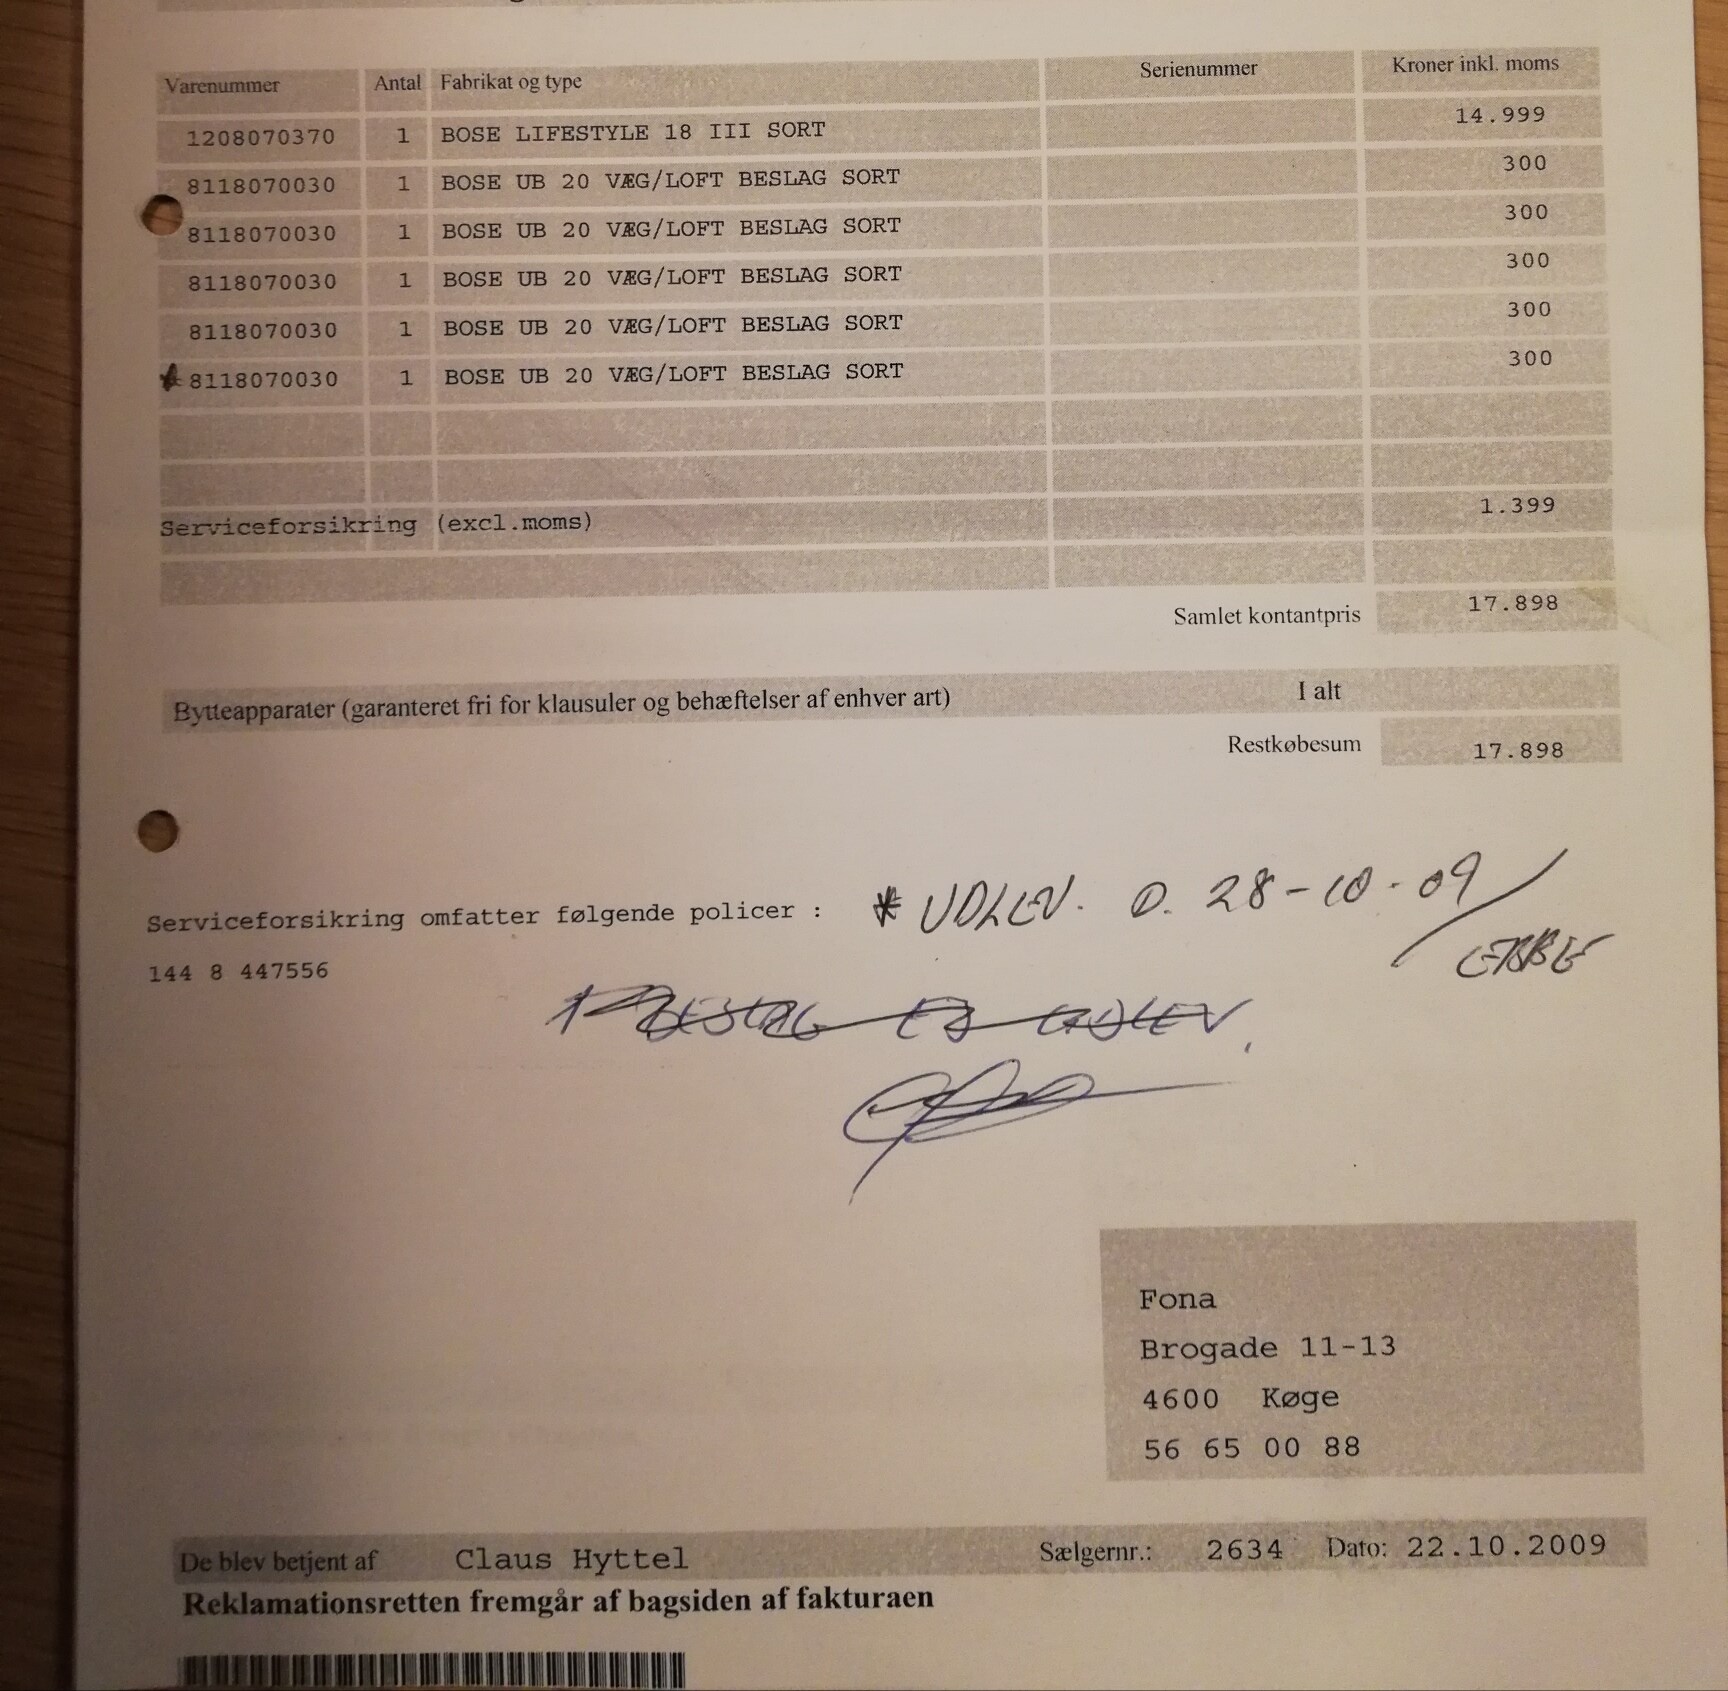 Varenummer Antal Fabrikat og type Serienummer Kroner inkl. moms
1208070370 1 BOSE LIFESTYLE 18 III SORT 14.999
8118070030 1 BOSE UB 20 VÆG/LOFT BESLAG SORT 300
8118070030 1 BOSE UB 20 VÆG/LOFT BESLAG SORT 300
8118070030 1 BOSE UB 20 VÆG/LOFT BESLAG SORT 300
8118070030 1 BOSE UB 20 VÆG/LOFT BESLAG SORT 300
* 8118070030 1 BOSE UB 20 VÆG/LOFT BESLAG SORT 300
Serviceforsikring (excl.moms) 1.399
Samlet kontantpris 17.898
Bytteapparater (garanteret fri for klausuler og behæftelser af enhver art) I alt
Restkøbesum 17.898
Serviceforsikring omfatter følgende policer : * UDLEV. D. 28-10-09/
144 8 447556
1 BESLAG EJ UDLEV.
Fona
Brogade 11-13
4600 Køge
56 65 00 88
De blev betjent af Claus Hyttel Sælgernr.: 2634 Dato: 22.10.2009
Reklamationsretten fremgår af bagsiden af fakturaen